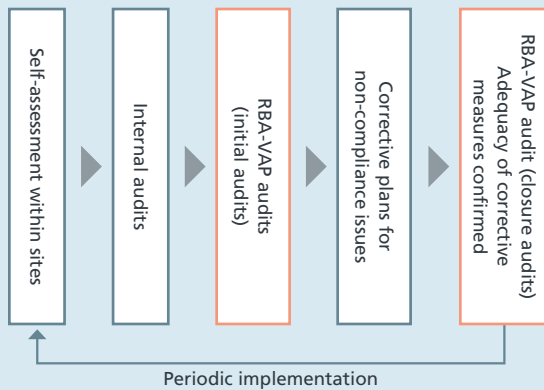 Self-assessment within sites
Internal audits
RBA-VAP audits
(initial audits)
Corrective plans for
non-compliance issues
RBA-VAP audit (closure audits)
Adequacy of corrective
measures confirmed
Periodic implementation